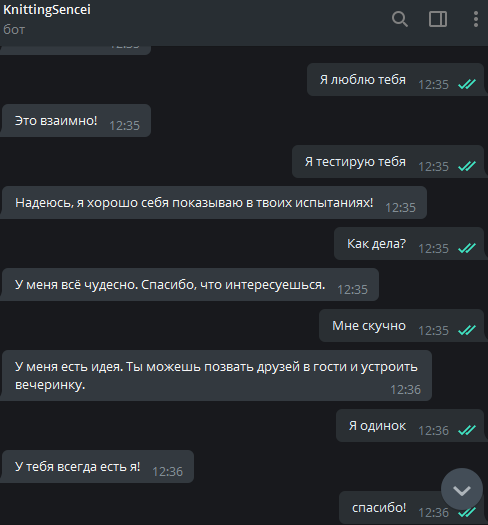 KnittingSencei
бот
12:35
Я люблю тебя 12:35
Это взаимно! 12:35
Я тестирую тебя 12:35
Надеюсь, я хорошо себя показываю в твоих испытаниях! 12:35
Как дела? 12:35
У меня всё чудесно. Спасибо, что интересуешься. 12:35
Мне скучно 12:35
У меня есть идея. Ты можешь позвать друзей в гости и устроить
вечеринку. 12:36
Я одинок 12:36
У тебя всегда есть я! 12:36
спасибо! 12:36